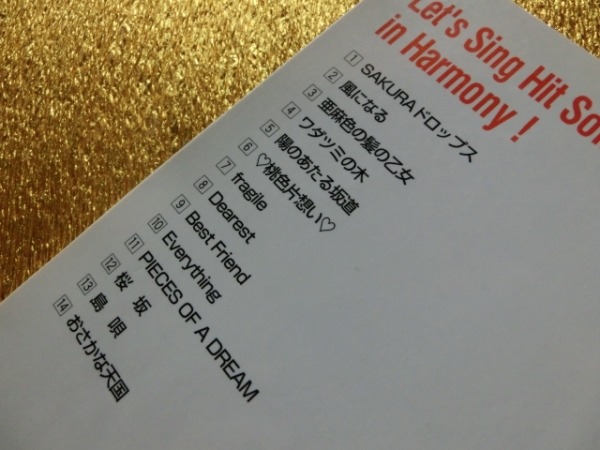 Let's Sing Hit Son
in Harmony !
1 SAKURAドロップス
2 風になる
3 亜麻色の髪の乙女
4 ワダツミの木
5 陽のあたる坂道
6 ♡桃色片想い♡
7 fragile
8 Dearest
9 Best Friend
10 Everything
11 PIECES OF A DREAM
12 桜 坂
13 島 唄
14 おさかな天国